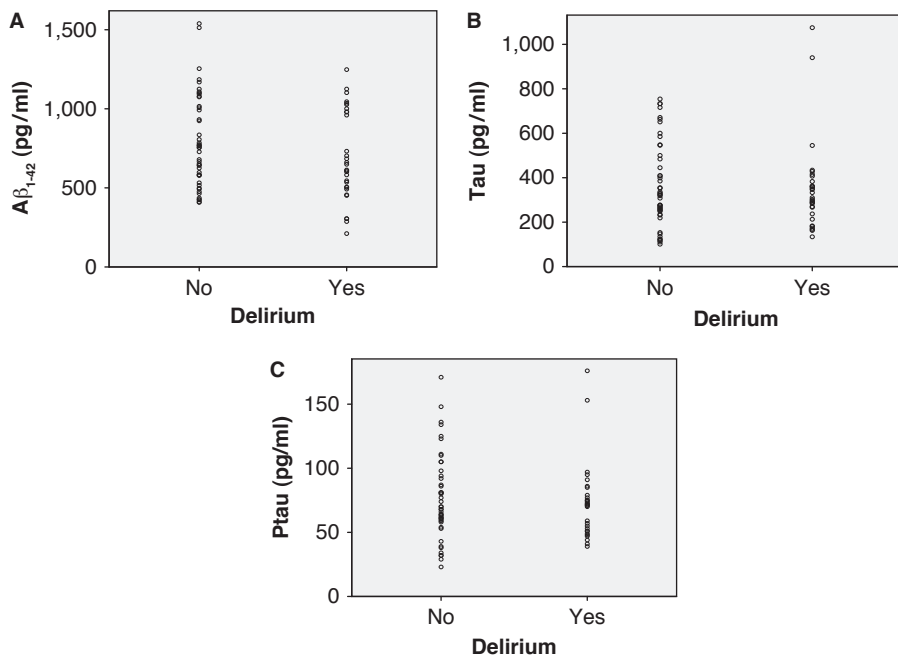 A
Aβ1-42 (pg/ml)
1,500
1,000
500
0
No
Yes
Delirium
B
Tau (pg/ml)
1,000
800
600
400
200
0
No
Yes
Delirium
C
Ptau (pg/ml)
150
100
50
0
No
Yes
Delirium